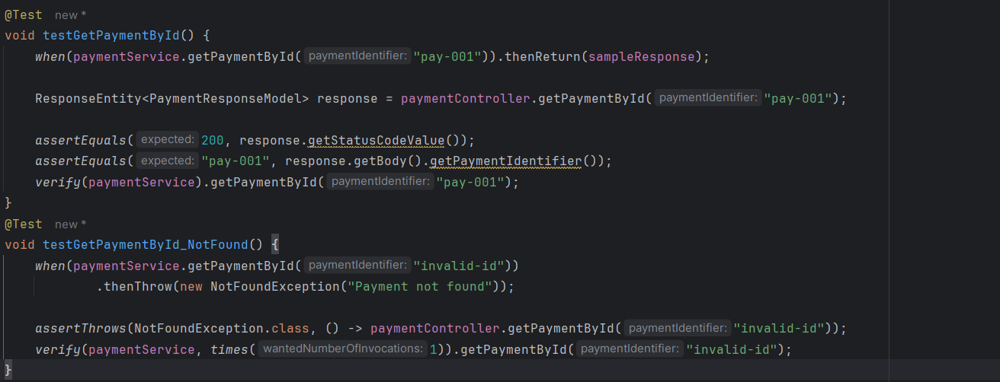 @Test new *
void testGetPaymentById() {
when(paymentService.getPaymentById( paymentIdentifier: "pay-001")).thenReturn(sampleResponse);
ResponseEntity<PaymentResponseModel> response = paymentController.getPaymentById( paymentIdentifier: "pay-001");
assertEquals( expected: 200, response.getStatusCodeValue());
assertEquals( expected: "pay-001", response.getBody().getPaymentIdentifier());
verify(paymentService).getPaymentById( paymentIdentifier: "pay-001");
}
@Test new *
void testGetPaymentById_NotFound() {
when(paymentService.getPaymentById( paymentIdentifier: "invalid-id"))
.thenThrow(new NotFoundException("Payment not found"));
assertThrows(NotFoundException.class, () -> paymentController.getPaymentById( paymentIdentifier: "invalid-id"));
verify(paymentService, times( wantedNumberOfInvocations: 1)).getPaymentById( paymentIdentifier: "invalid-id");
}